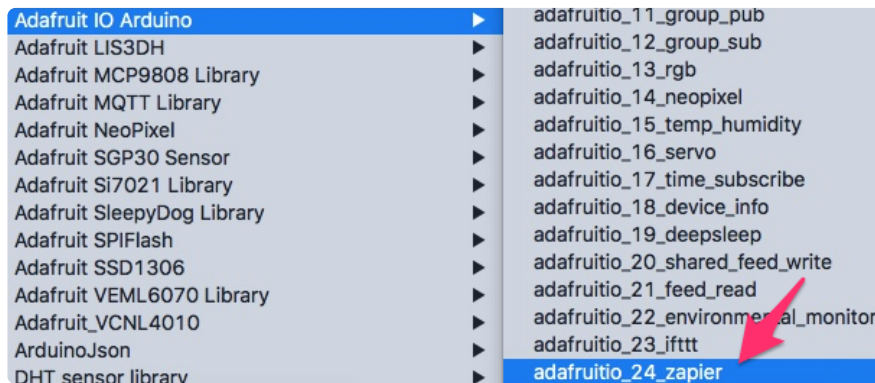 Adafruit IO Arduino
Adafruit LIS3DH
Adafruit MCP9808 Library
Adafruit MQTT Library
Adafruit NeoPixel
Adafruit SGP30 Sensor
Adafruit Si7021 Library
Adafruit SleepyDog Library
Adafruit SPIFlash
Adafruit SSD1306
Adafruit VEML6070 Library
Adafruit_VCNL4010
ArduinoJson
DHT sensor library
adafruitio_11_group_pub
adafruitio_12_group_sub
adafruitio_13_rgb
adafruitio_14_neopixel
adafruitio_15_temp_humidity
adafruitio_16_servo
adafruitio_17_time_subscribe
adafruitio_18_device_info
adafruitio_19_deepsleep
adafruitio_20_shared_feed_write
adafruitio_21_feed_read
adafruitio_22_environmental_monitor
adafruitio_23_ifttt
adafruitio_24_zapier